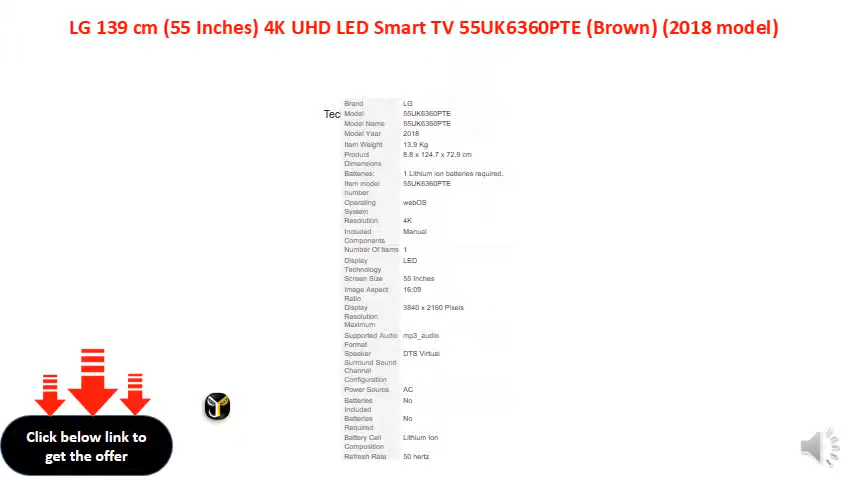 LG 139 cm (55 Inches) 4K UHD LED Smart TV 55UK6360PTE (Brown) (2018 model)
Tec
Brand LG
Model 55UK6360PTE
Model Name 55UK6360PTE
Model Year 2018
Item Weight 13.9 Kg
Product 8.8 x 124.7 x 72.9 cm
Dimensions
Batteries: 1 Lithium ion batteries required.
Item model 55UK6360PTE
number
Operating webOS
System
Resolution 4K
Included Manual
Components
Number Of Items 1
Display LED
Technology
Screen Size 55 Inches
Image Aspect 16:09
Ratio
Display 3840 x 2160 Pixels
Resolution
Maximum
Supported Audio mp3_audio
Format
Speaker DTS Virtual
Surround Sound
Channel
Configuration
Power Source AC
Batteries No
Included
Batteries No
Required
Battery Cell Lithium Ion
Composition
Refresh Rate 50 hertz
Click below link to
get the offer